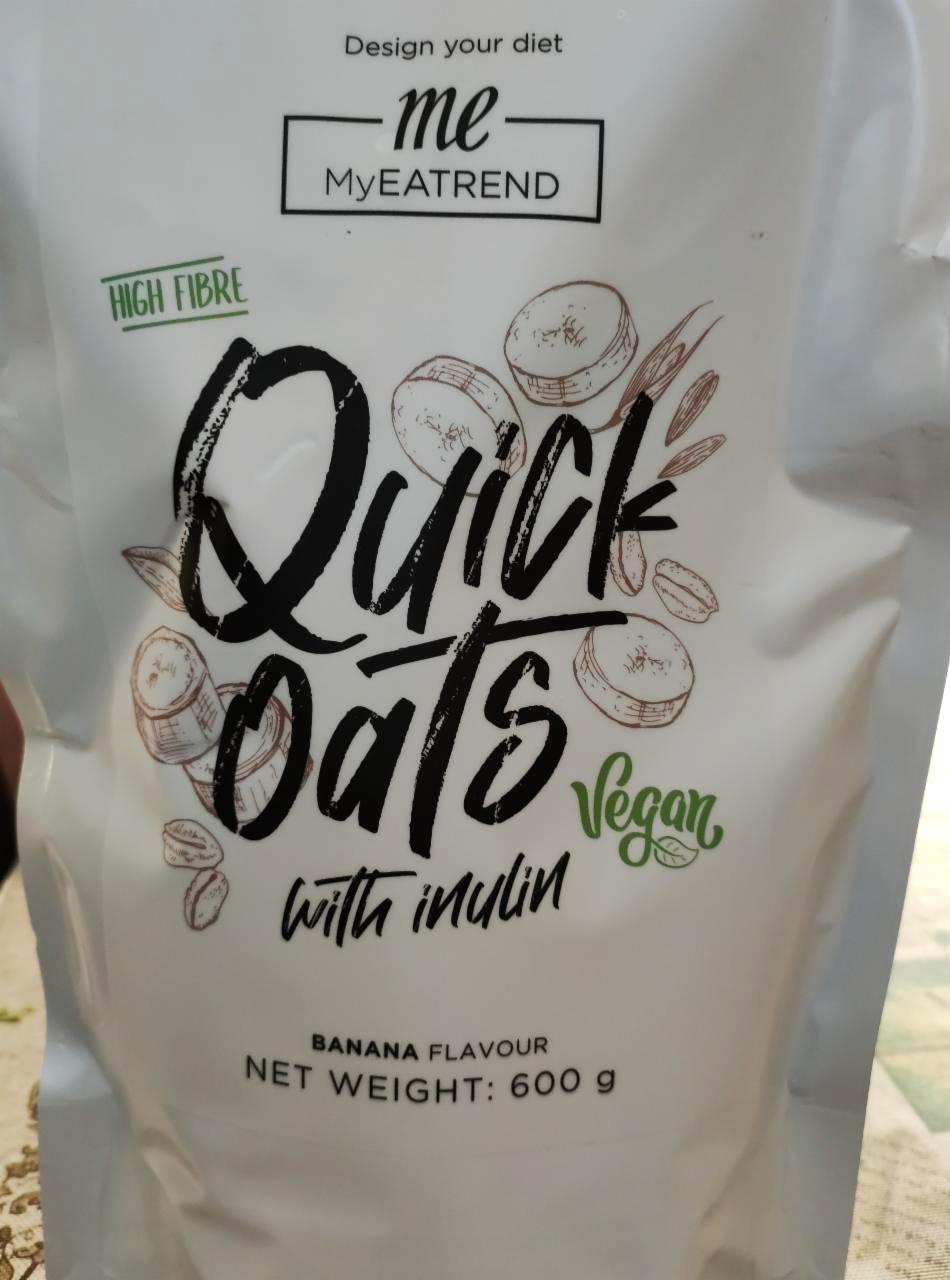 Design your diet
me
MyEATREND
HIGH FIBRE
Quick
oats
Vegan
with inulin
BANANA FLAVOUR
NET WEIGHT: 600 g